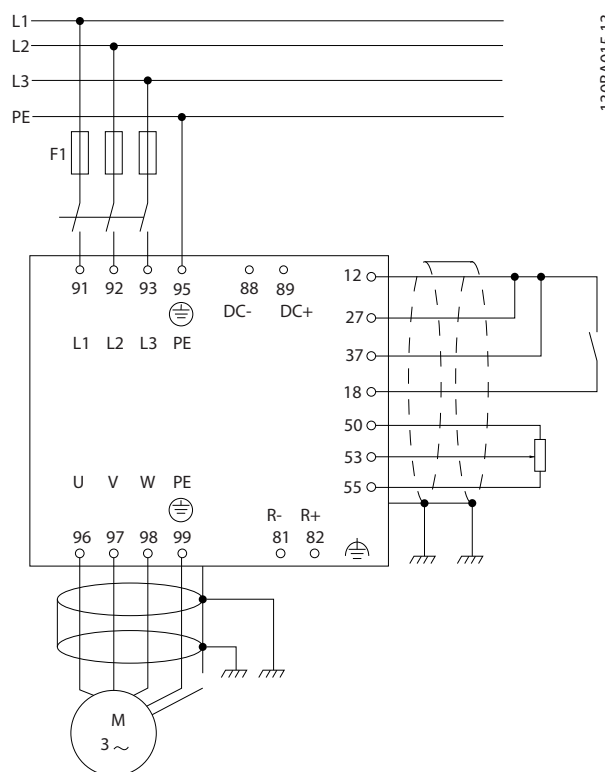 L1
L2
L3
PE
F1
91 92 93 95 88 89
DC- DC+
L1 L2 L3 PE
12
27
37
18
50
53
55
U V W PE
R- R+
96 97 98 99 81 82
M
3 ~